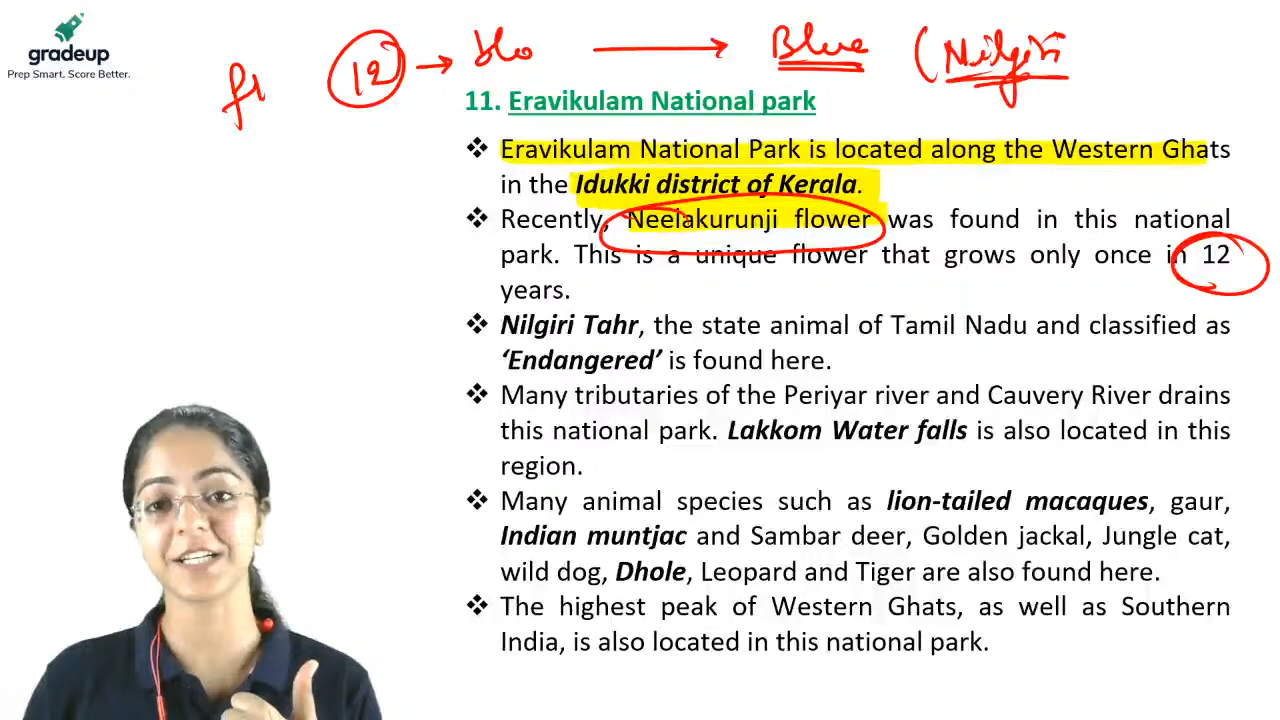 gradeup
Prep Smart. Score Better.
12 → blo → Blue (Nilgiri
11. Eravikulam National park
❖ Eravikulam National Park is located along the Western Ghats
in the Idukki district of Kerala.
❖ Recently, Neelakurunji flower was found in this national
park. This is a unique flower that grows only once in 12
years.
❖ Nilgiri Tahr, the state animal of Tamil Nadu and classified as
‘Endangered’ is found here.
❖ Many tributaries of the Periyar river and Cauvery River drains
this national park. Lakkom Water falls is also located in this
region.
❖ Many animal species such as lion-tailed macaques, gaur,
Indian muntjac and Sambar deer, Golden jackal, Jungle cat,
wild dog, Dhole, Leopard and Tiger are also found here.
❖ The highest peak of Western Ghats, as well as Southern
India, is also located in this national park.